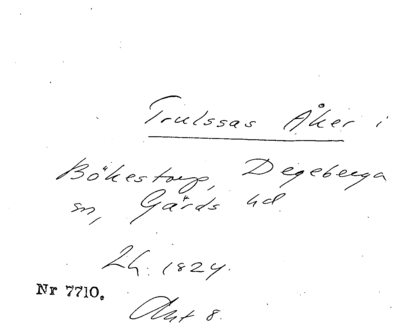 Trulssas Åker i
Bökestorp, Degeberga
sn, Gärds hd
Lh. 1824.
Nr 7710.
Akt 8.